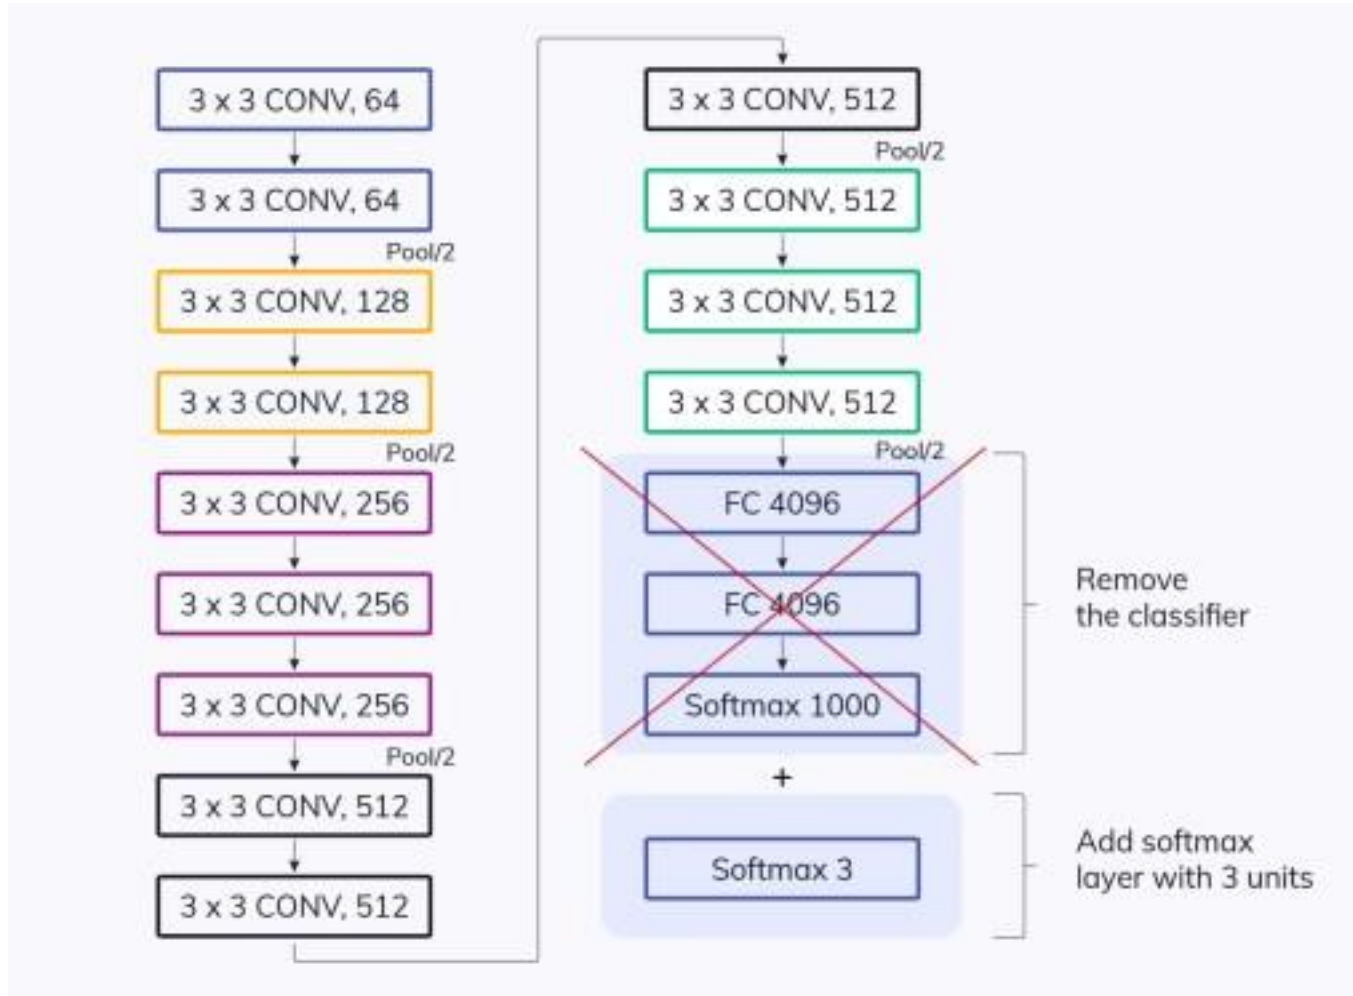 3 x 3 CONV, 64
3 x 3 CONV, 64
Pool/2
3 x 3 CONV, 128
3 x 3 CONV, 128
Pool/2
3 x 3 CONV, 256
3 x 3 CONV, 256
3 x 3 CONV, 256
Pool/2
3 x 3 CONV, 512
3 x 3 CONV, 512
3 x 3 CONV, 512
Pool/2
3 x 3 CONV, 512
3 x 3 CONV, 512
3 x 3 CONV, 512
Pool/2
FC 4096
FC 4096
Softmax 1000
Remove
the classifier
+
Softmax 3
Add softmax
layer with 3 units